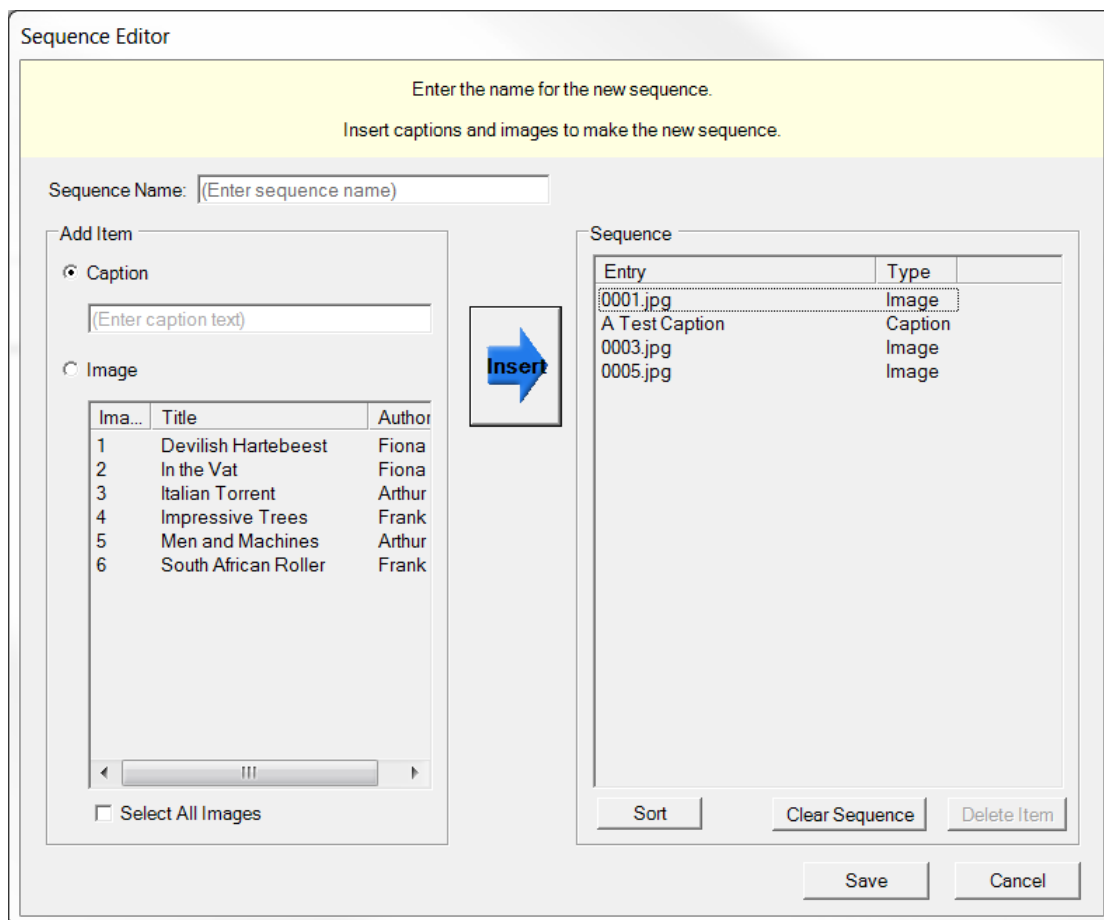 Sequence Editor
Enter the name for the new sequence.
Insert captions and images to make the new sequence.
Sequence Name: (Enter sequence name)
Add Item
Caption
(Enter caption text)
Image
Ima... Title Author
1 Devilish Hartebeest Fiona
2 In the Vat Fiona
3 Italian Torrent Arthur
4 Impressive Trees Frank
5 Men and Machines Arthur
6 South African Roller Frank
Select All Images
Insert
Sequence
Entry Type
0001.jpg Image
A Test Caption Caption
0003.jpg Image
0005.jpg Image
Sort Clear Sequence Delete Item
Save Cancel